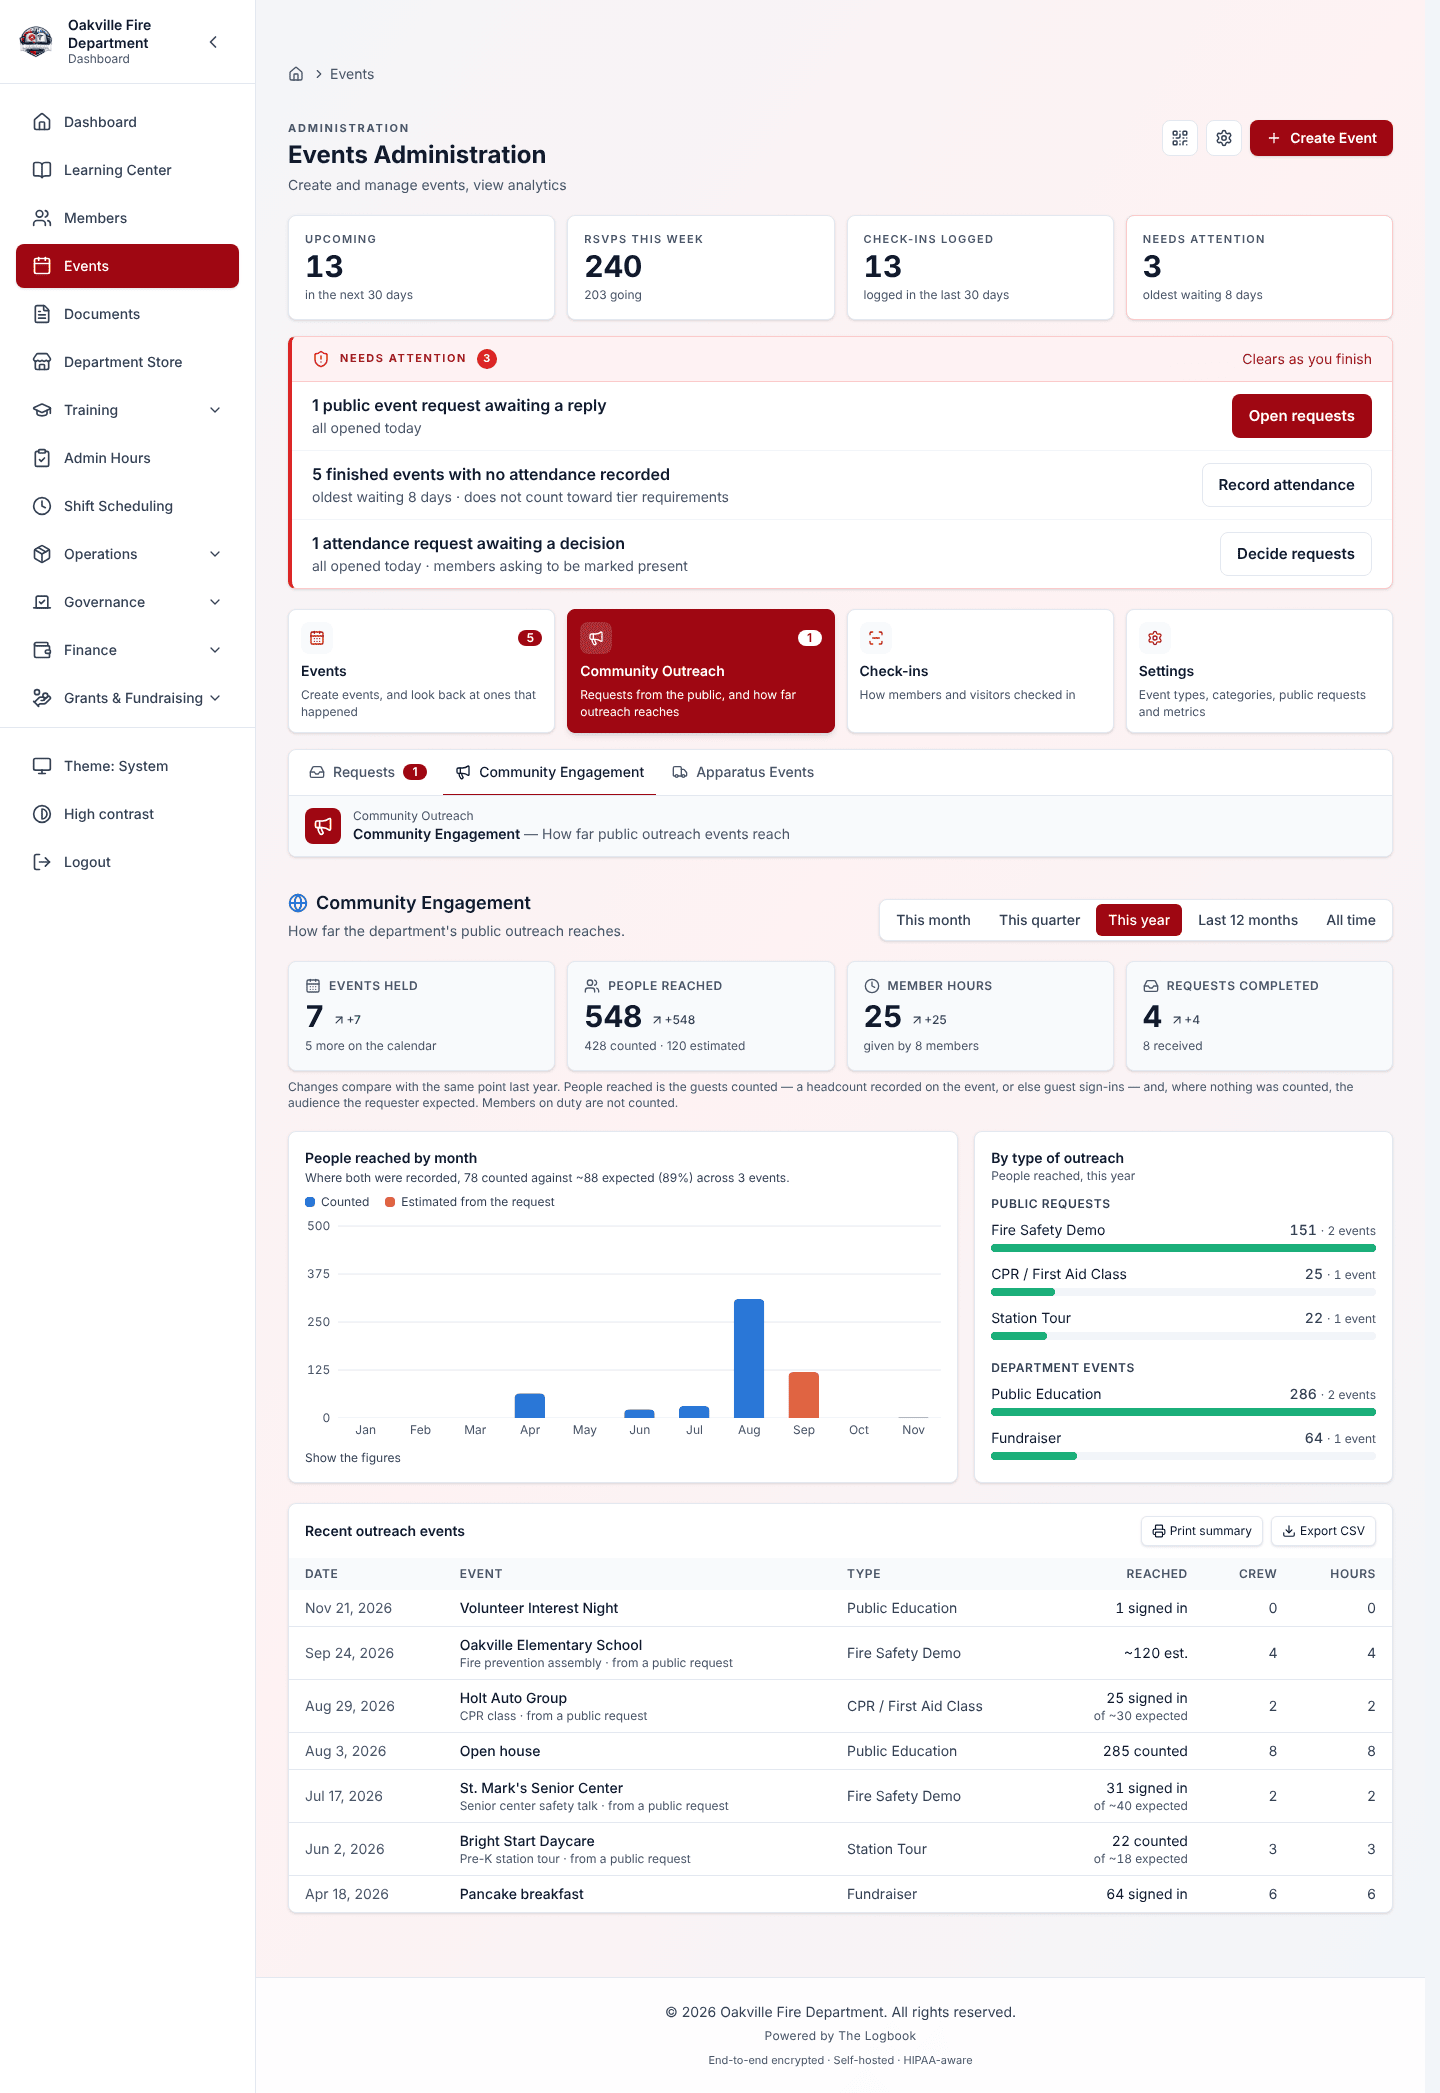 Oakville Fire
Department
Dashboard
Dashboard
Learning Center
Members
Events
Documents
Department Store
Training
Admin Hours
Shift Scheduling
Operations
Governance
Finance
Grants & Fundraising
Theme: System
High contrast
Logout
Events
ADMINISTRATION
Events Administration
Create and manage events, view analytics
Create Event
UPCOMING
13
in the next 30 days
RSVPS THIS WEEK
240
203 going
CHECK-INS LOGGED
13
logged in the last 30 days
NEEDS ATTENTION
3
oldest waiting 8 days
NEEDS ATTENTION 3
Clears as you finish
1 public event request awaiting a reply
all opened today
Open requests
5 finished events with no attendance recorded
oldest waiting 8 days · does not count toward tier requirements
Record attendance
1 attendance request awaiting a decision
all opened today · members asking to be marked present
Decide requests
5
Events
Create events, and look back at ones that
happened
1
Community Outreach
Requests from the public, and how far
outreach reaches
Check-ins
How members and visitors checked in
Settings
Event types, categories, public requests
and metrics
Requests 1
Community Engagement
Apparatus Events
Community Outreach
Community Engagement — How far public outreach events reach
Community Engagement
How far the department's public outreach reaches.
This month
This quarter
This year
Last 12 months
All time
EVENTS HELD
7 +7
5 more on the calendar
PEOPLE REACHED
548 +548
428 counted · 120 estimated
MEMBER HOURS
25 +25
given by 8 members
REQUESTS COMPLETED
4 +4
8 received
Changes compare with the same point last year. People reached is the guests counted — a headcount recorded on the event, or else guest sign-ins — and, where nothing was counted, the
audience the requester expected. Members on duty are not counted.
People reached by month
Where both were recorded, 78 counted against ~88 expected (89%) across 3 events.
Counted
Estimated from the request
500
375
250
125
0
Jan Feb Mar Apr May Jun Jul Aug Sep Oct Nov
Show the figures
By type of outreach
People reached, this year
PUBLIC REQUESTS
Fire Safety Demo 151 · 2 events
CPR / First Aid Class 25 · 1 event
Station Tour 22 · 1 event
DEPARTMENT EVENTS
Public Education 286 · 2 events
Fundraiser 64 · 1 event
Recent outreach events
Print summary
Export CSV
DATE EVENT TYPE REACHED CREW HOURS
Nov 21, 2026 Volunteer Interest Night Public Education 1 signed in 0 0
Sep 24, 2026 Oakville Elementary School Fire Safety Demo ~120 est. 4 4
Fire prevention assembly · from a public request
Aug 29, 2026 Holt Auto Group CPR / First Aid Class 25 signed in 2 2
CPR class · from a public request of ~30 expected
Aug 3, 2026 Open house Public Education 285 counted 8 8
Jul 17, 2026 St. Mark's Senior Center Fire Safety Demo 31 signed in 2 2
Senior center safety talk · from a public request of ~40 expected
Jun 2, 2026 Bright Start Daycare Station Tour 22 counted 3 3
Pre-K station tour · from a public request of ~18 expected
Apr 18, 2026 Pancake breakfast Fundraiser 64 signed in 6 6
© 2026 Oakville Fire Department. All rights reserved.
Powered by The Logbook
End-to-end encrypted · Self-hosted · HIPAA-aware